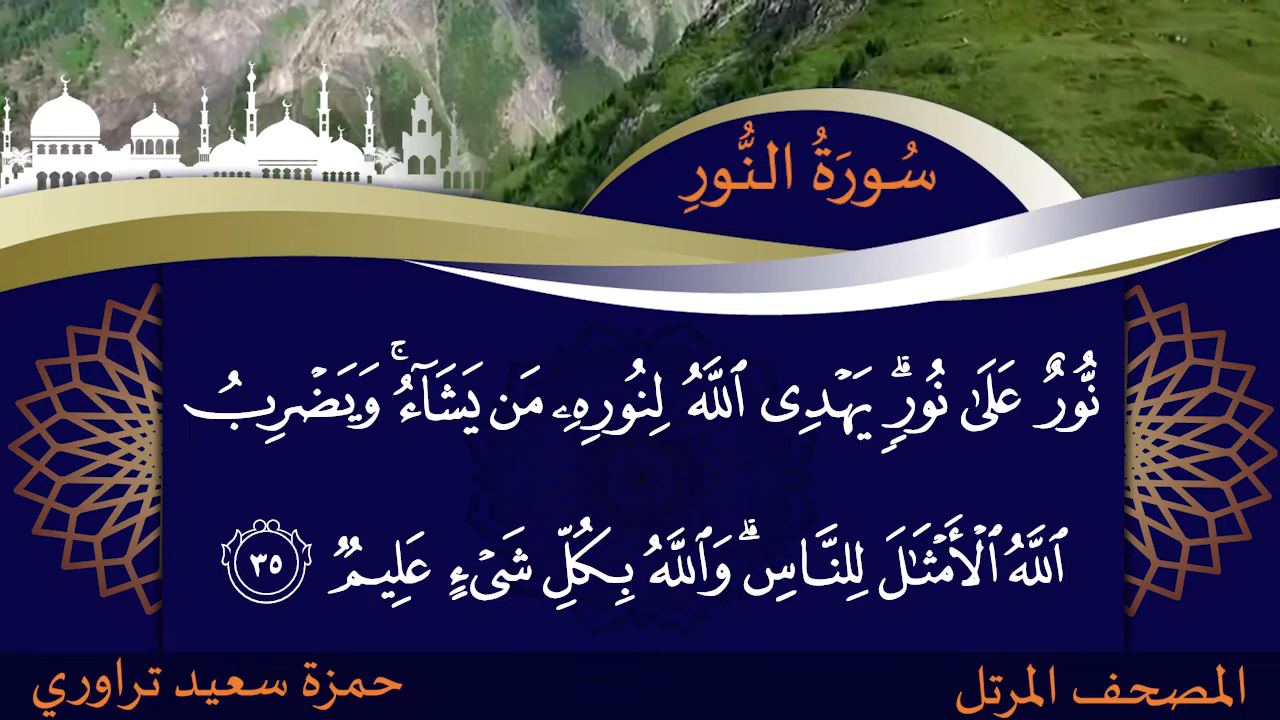 سُورَةُ النُّورِ
نُّورٌ عَلَىٰ نُورٍۗ يَهْدِى ٱللَّهُ لِنُورِهِۦ مَن يَشَآءُۚ وَيَضْرِبُ
ٱللَّهُ ٱلْأَمْثَـٰلَ لِلنَّاسِۗ وَٱللَّهُ بِكُلِّ شَىْءٍ عَلِيمٌ ٣٥
المصحف المرتل
حمزة سعيد تراوري